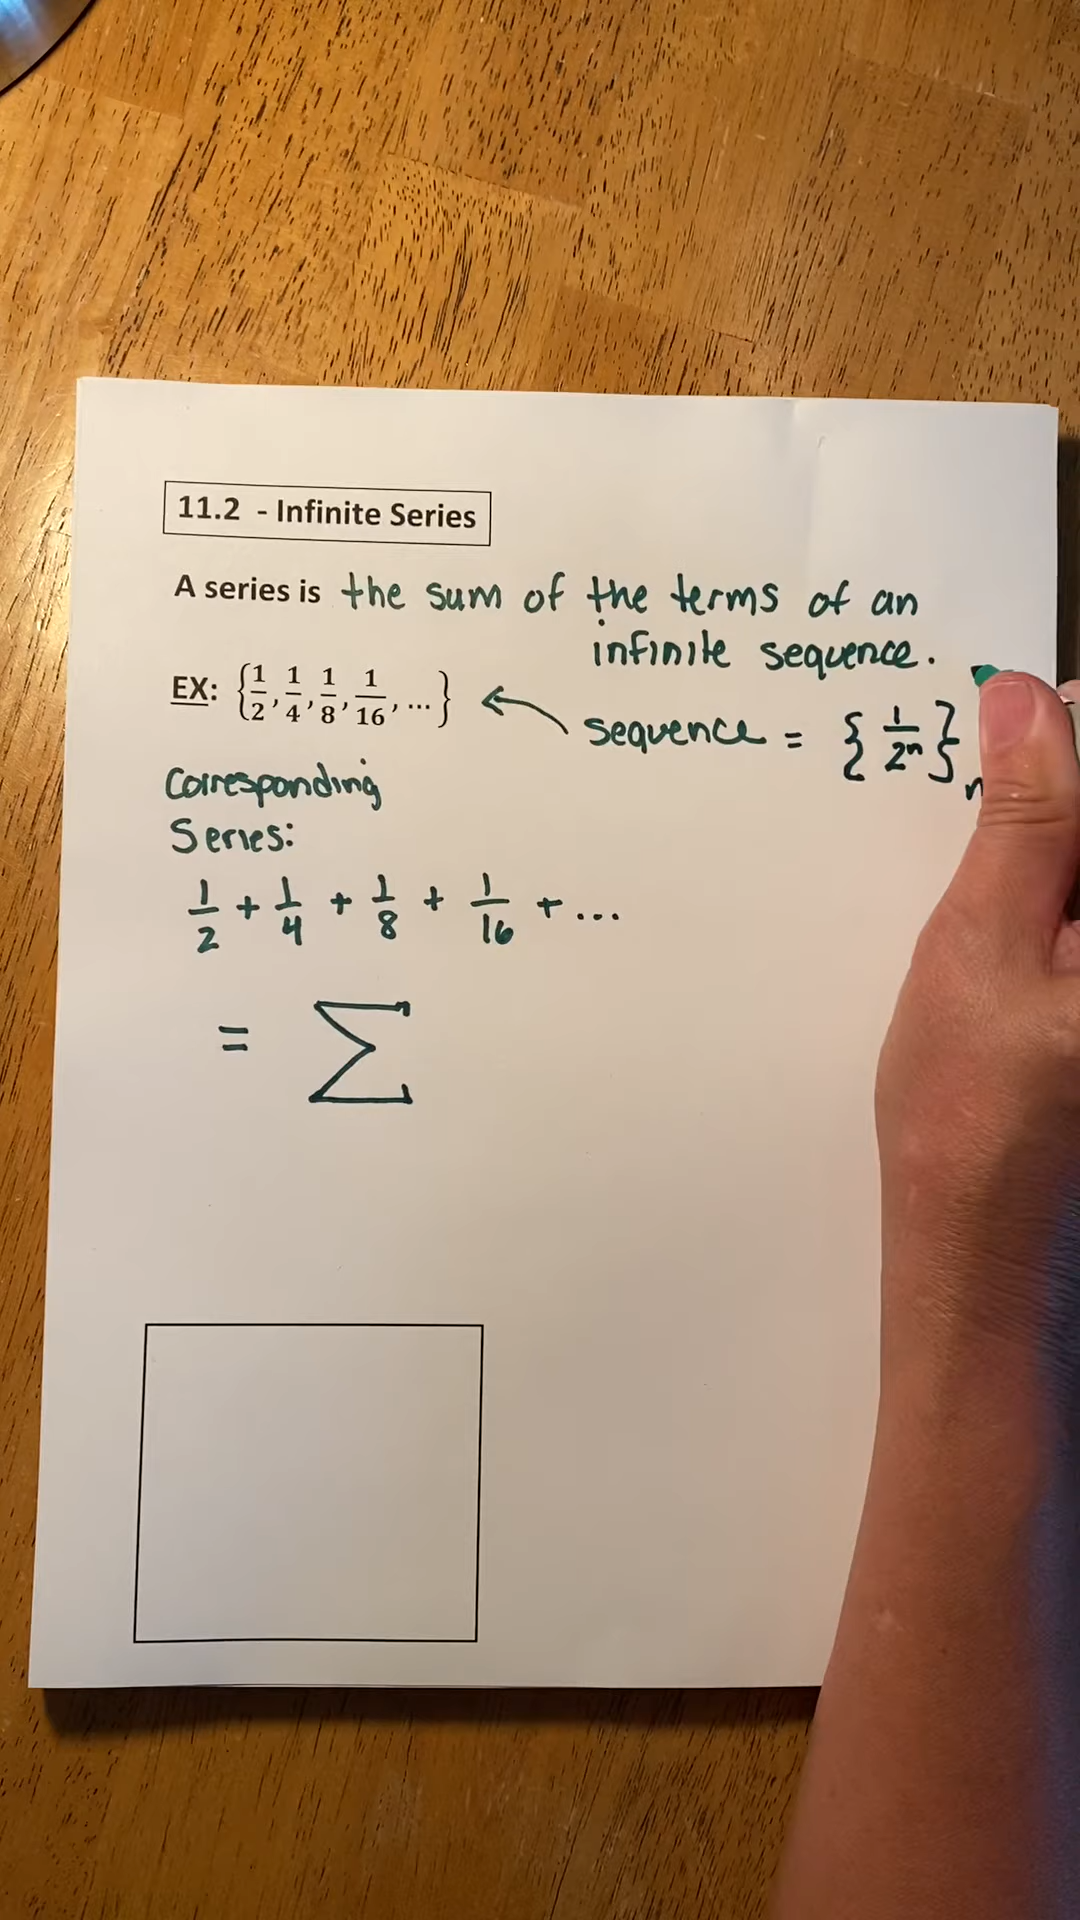 11.2 - Infinite Series
A series is the sum of the terms of an
infinite sequence.
EX: {1/2, 1/4, 1/8, 1/16, ...}
sequence = {1/2ⁿ}n
Corresponding
Series:
1/2 + 1/4 + 1/8 + 1/16 + ...
= Σ